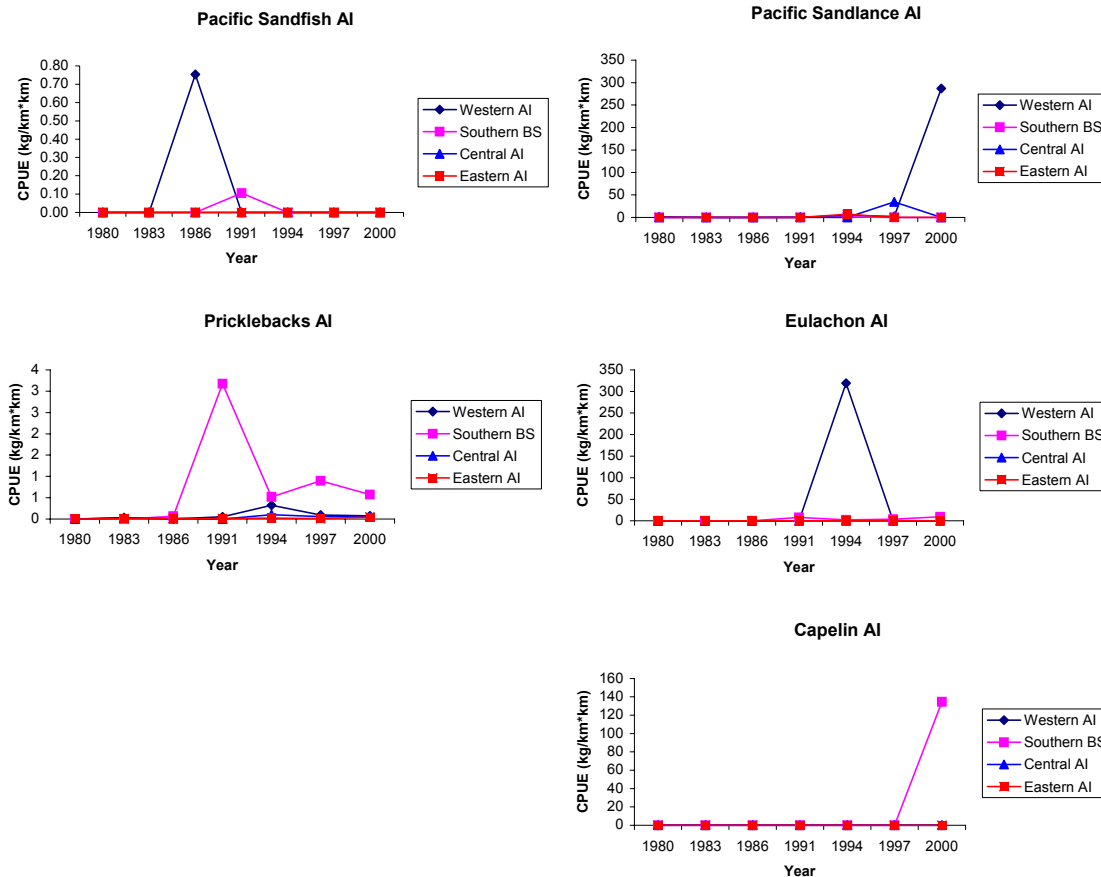 Pacific Sandfish AI
CPUE (kg/km*km)
0.80
0.70
0.60
0.50
0.40
0.30
0.20
0.10
0.00
1980 1983 1986 1991 1994 1997 2000
Year
Western AI
Southern BS
Central AI
Eastern AI
Pacific Sandlance AI
CPUE (kg/km*km)
350
300
250
200
150
100
50
0
1980 1983 1986 1991 1994 1997 2000
Year
Western AI
Southern BS
Central AI
Eastern AI
Pricklebacks AI
CPUE (kg/km*km)
4
3
3
2
2
1
1
0
1980 1983 1986 1991 1994 1997 2000
Year
Western AI
Southern BS
Central AI
Eastern AI
Eulachon AI
CPUE (kg/km*km)
350
300
250
200
150
100
50
0
1980 1983 1986 1991 1994 1997 2000
Year
Western AI
Southern BS
Central AI
Eastern AI
Capelin AI
CPUE (kg/km*km)
160
140
120
100
80
60
40
20
0
1980 1983 1986 1991 1994 1997 2000
Year
Western AI
Southern BS
Central AI
Eastern AI